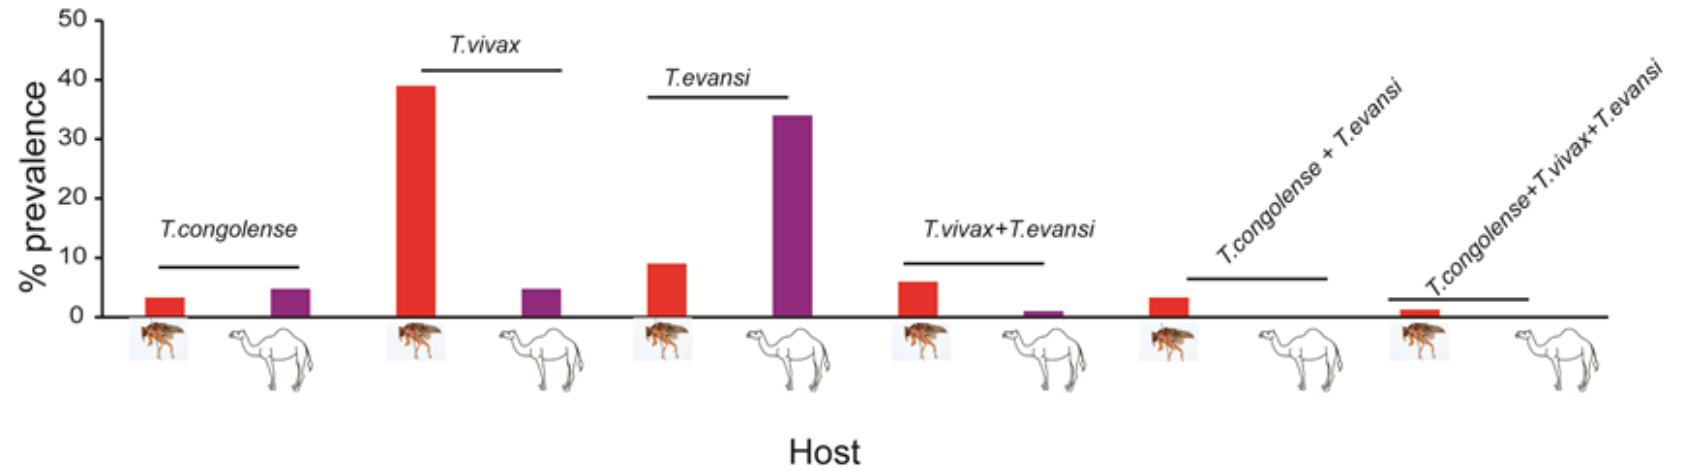 50
40
30
20
10
0
% prevalence
T.congolense
T.vivax
T.evansi
T.vivax+T.evansi
T.congolense + T.evansi
T.congolense+T.vivax+T.evansi
Host